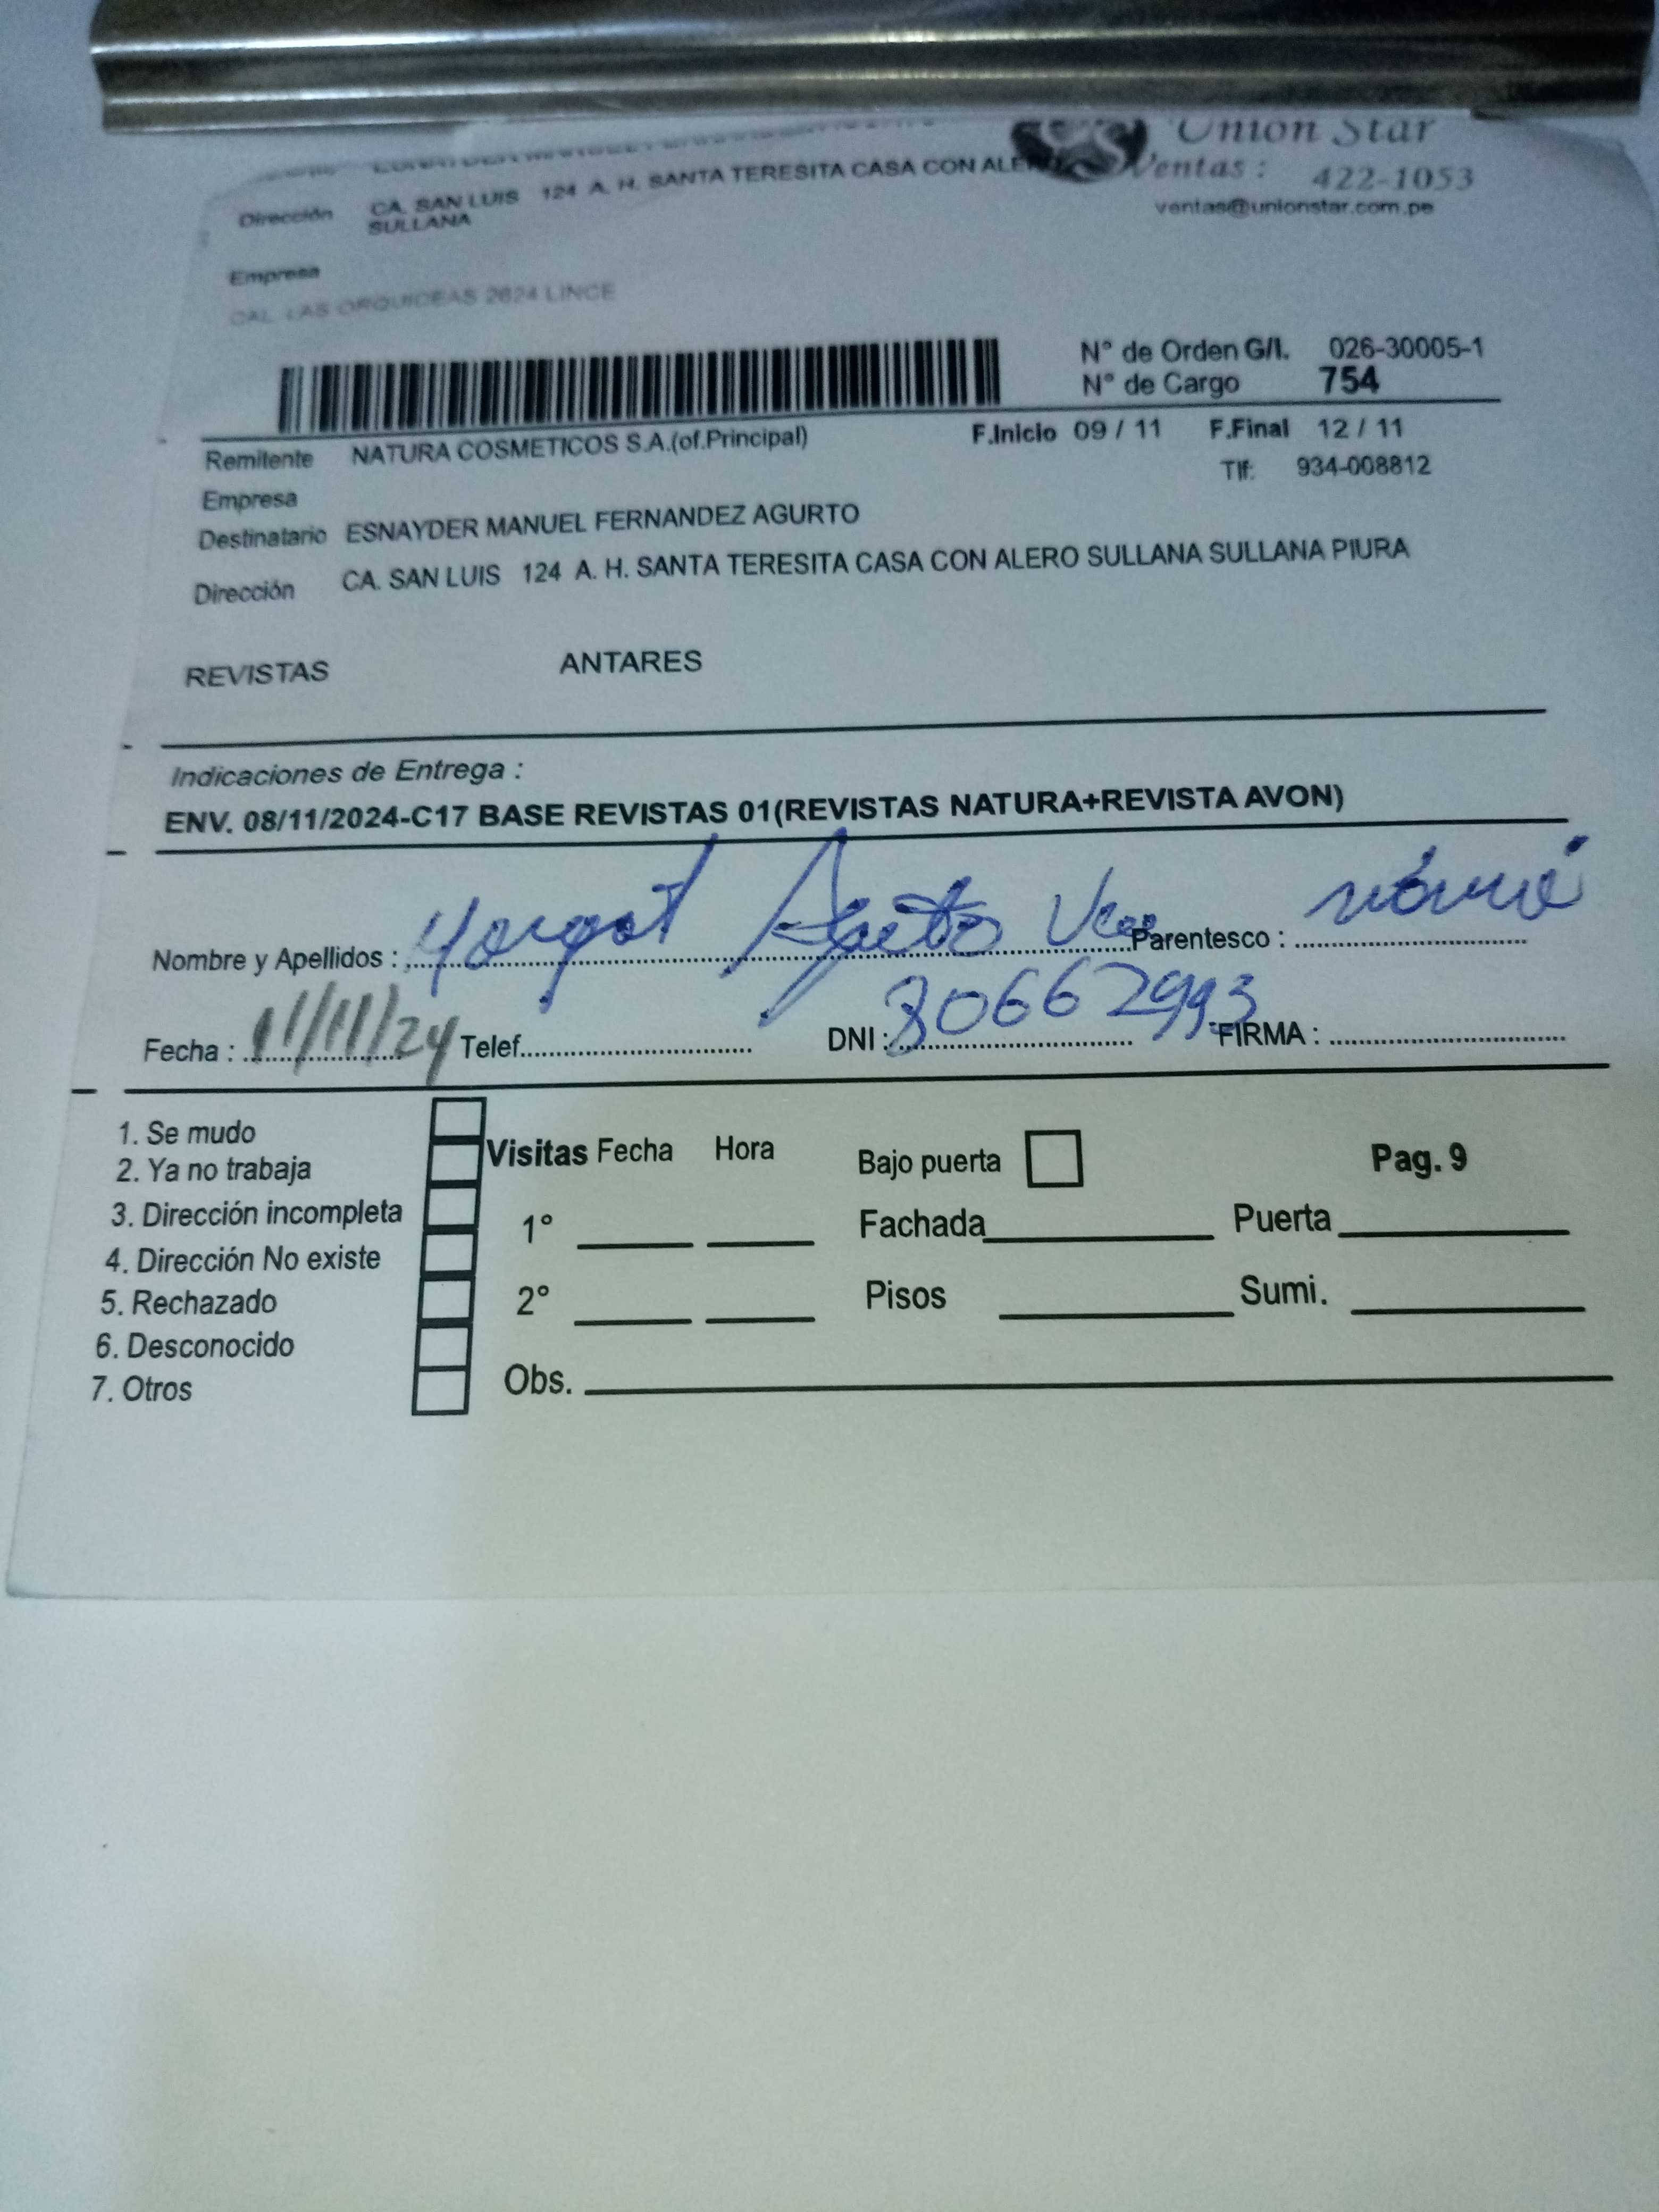 Union Star
Ventas : 422-1053
ventas@unionstar.com.pe
Dirección CA. SAN LUIS 124 A. H. SANTA TERESITA CASA CON ALERO
SULLANA
Empresa
CAL. LAS ORQUIDEAS 2624 LINCE
N° de Orden G/I. 026-30005-1
N° de Cargo 754
Remitente NATURA COSMETICOS S.A.(of.Principal) F.Inicio 09 / 11 F.Final 12 / 11
Empresa Tlf: 934-008812
Destinatario ESNAYDER MANUEL FERNANDEZ AGURTO
Dirección CA. SAN LUIS 124 A. H. SANTA TERESITA CASA CON ALERO SULLANA SULLANA PIURA
REVISTAS ANTARES
Indicaciones de Entrega :
ENV. 08/11/2024-C17 BASE REVISTAS 01(REVISTAS NATURA+REVISTA AVON)
Nombre y Apellidos : Margot Parentesco : mamá
Fecha : 11/11/24 Telef. DNI : 80662993 FIRMA :
1. Se mudo
2. Ya no trabaja
3. Dirección incompleta
4. Dirección No existe
5. Rechazado
6. Desconocido
7. Otros
Visitas Fecha Hora Bajo puerta Pag. 9
1° Fachada Puerta
2° Pisos Sumi.
Obs.